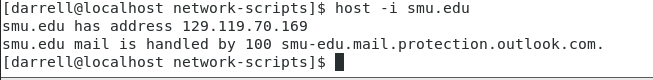 [darrell@localhost network-scripts]$ host -i smu.edu
smu.edu has address 129.119.70.169
smu.edu mail is handled by 100 smu-edu.mail.protection.outlook.com.
[darrell@localhost network-scripts]$